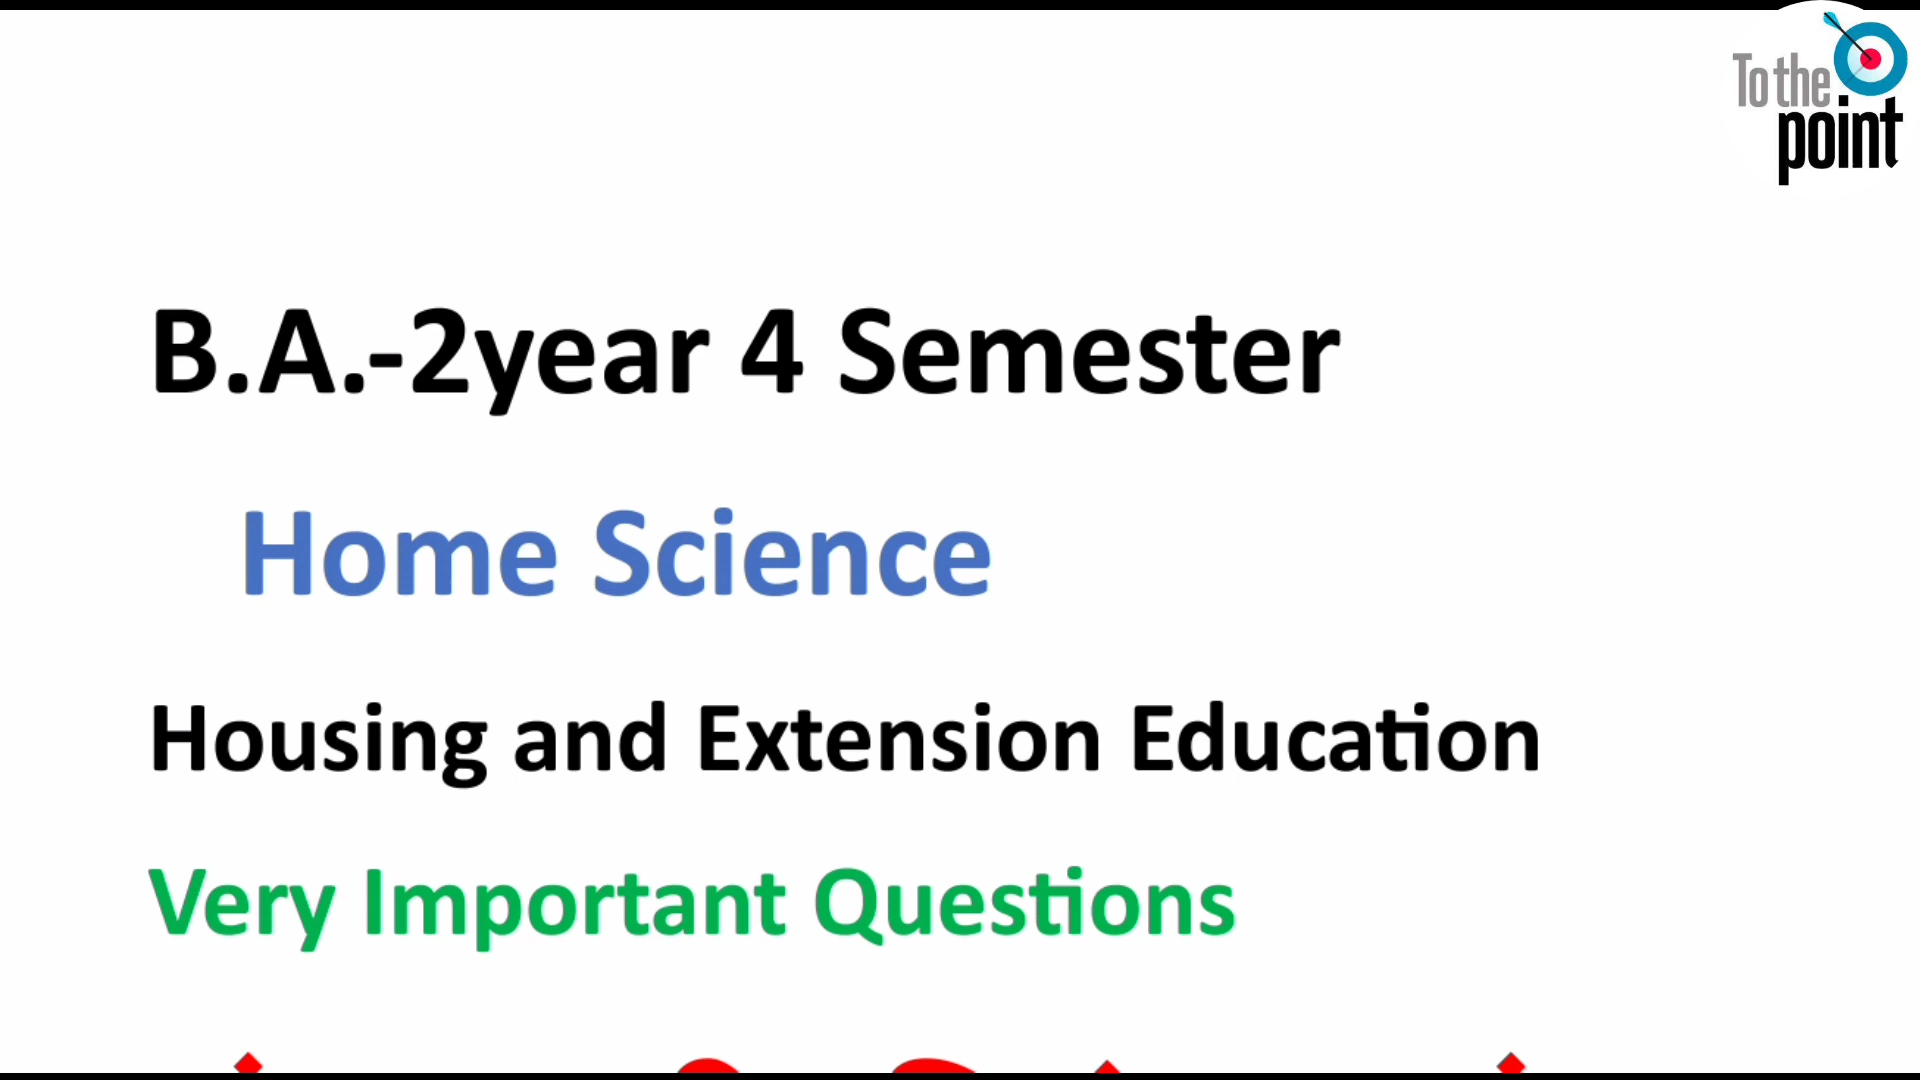 To the
point
B.A.-2year 4 Semester
Home Science
Housing and Extension Education
Very Important Questions